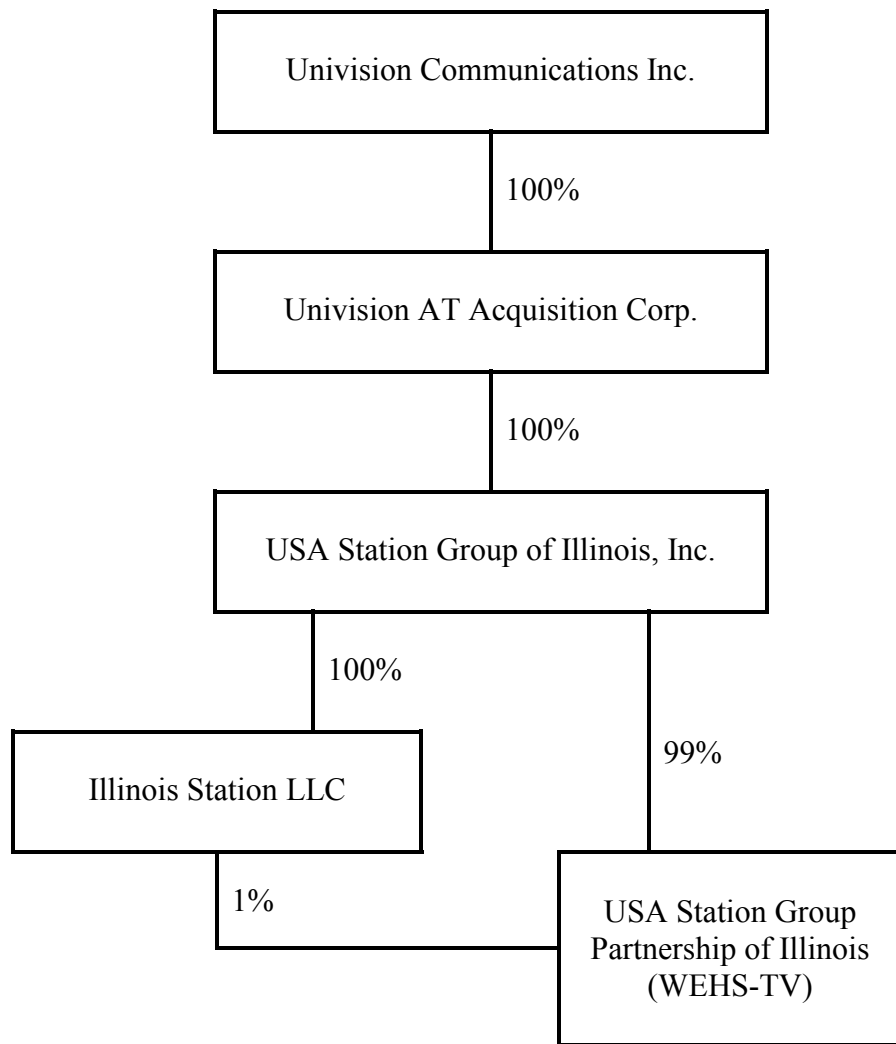 Univision Communications Inc.
100%
Univision AT Acquisition Corp.
100%
USA Station Group of Illinois, Inc.
100%
99%
Illinois Station LLC
1%
USA Station Group
Partnership of Illinois
(WEHS-TV)